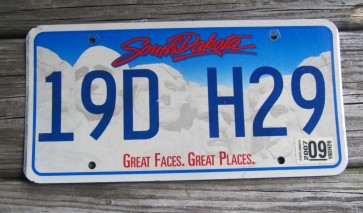 South Dakota
19D H29
GREAT FACES. GREAT PLACES.
2007 09